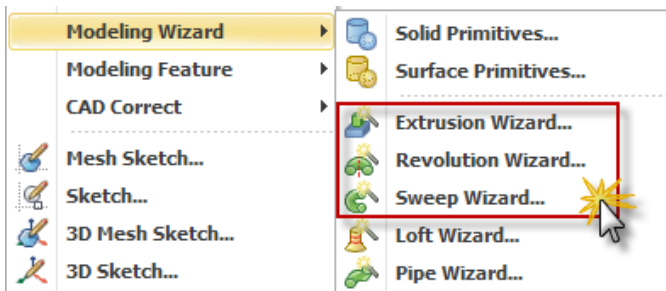 Modeling Wizard
Modeling Feature
CAD Correct
Mesh Sketch...
Sketch...
3D Mesh Sketch...
3D Sketch...
Solid Primitives...
Surface Primitives...
Extrusion Wizard...
Revolution Wizard...
Sweep Wizard...
Loft Wizard...
Pipe Wizard...